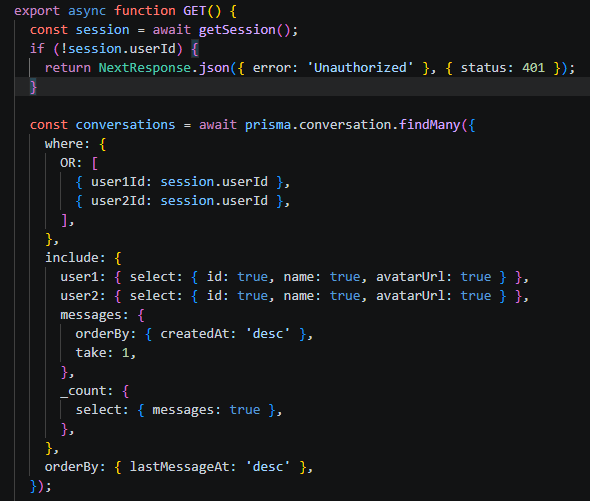 export async function GET() {
  const session = await getSession();
  if (!session.userId) {
    return NextResponse.json({ error: 'Unauthorized' }, { status: 401 });
  }

  const conversations = await prisma.conversation.findMany({
    where: {
      OR: [
        { user1Id: session.userId },
        { user2Id: session.userId },
      ],
    },
    include: {
      user1: { select: { id: true, name: true, avatarUrl: true } },
      user2: { select: { id: true, name: true, avatarUrl: true } },
      messages: {
        orderBy: { createdAt: 'desc' },
        take: 1,
      },
      _count: {
        select: { messages: true },
      },
    },
    orderBy: { lastMessageAt: 'desc' },
  });